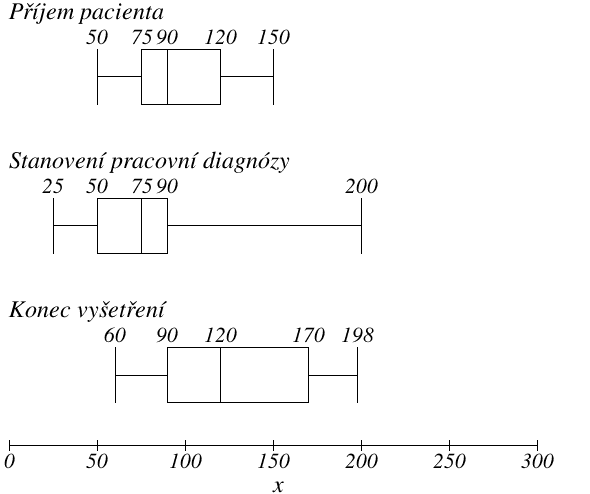 Příjem pacienta
50 75 90 120 150
Stanovení pracovní diagnózy
25 50 75 90 200
Konec vyšetření
60 90 120 170 198
0 50 100 150 200 250 300
x